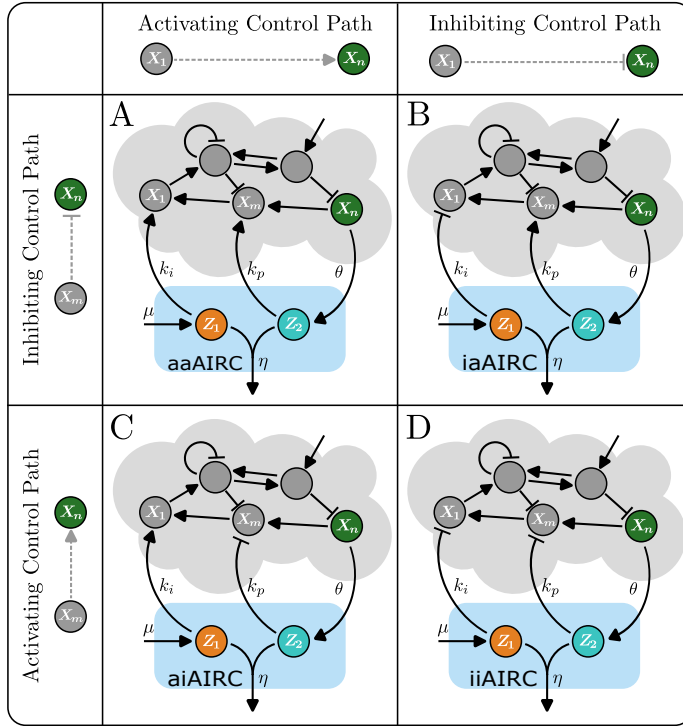 Activating Control Path
X₁ Xₙ
Inhibiting Control Path
X₁ Xₙ
Inhibiting Control Path
Xₙ
Xₘ
A
X₁ Xₘ Xₙ
kᵢ kₚ θ
μ Z₁ Z₂
aaAIRC η
B
X₁ Xₘ Xₙ
kᵢ kₚ θ
μ Z₁ Z₂
iaAIRC η
Activating Control Path
Xₙ
Xₘ
C
X₁ Xₘ Xₙ
kᵢ kₚ θ
μ Z₁ Z₂
aiAIRC η
D
X₁ Xₘ Xₙ
kᵢ kₚ θ
μ Z₁ Z₂
iiAIRC η